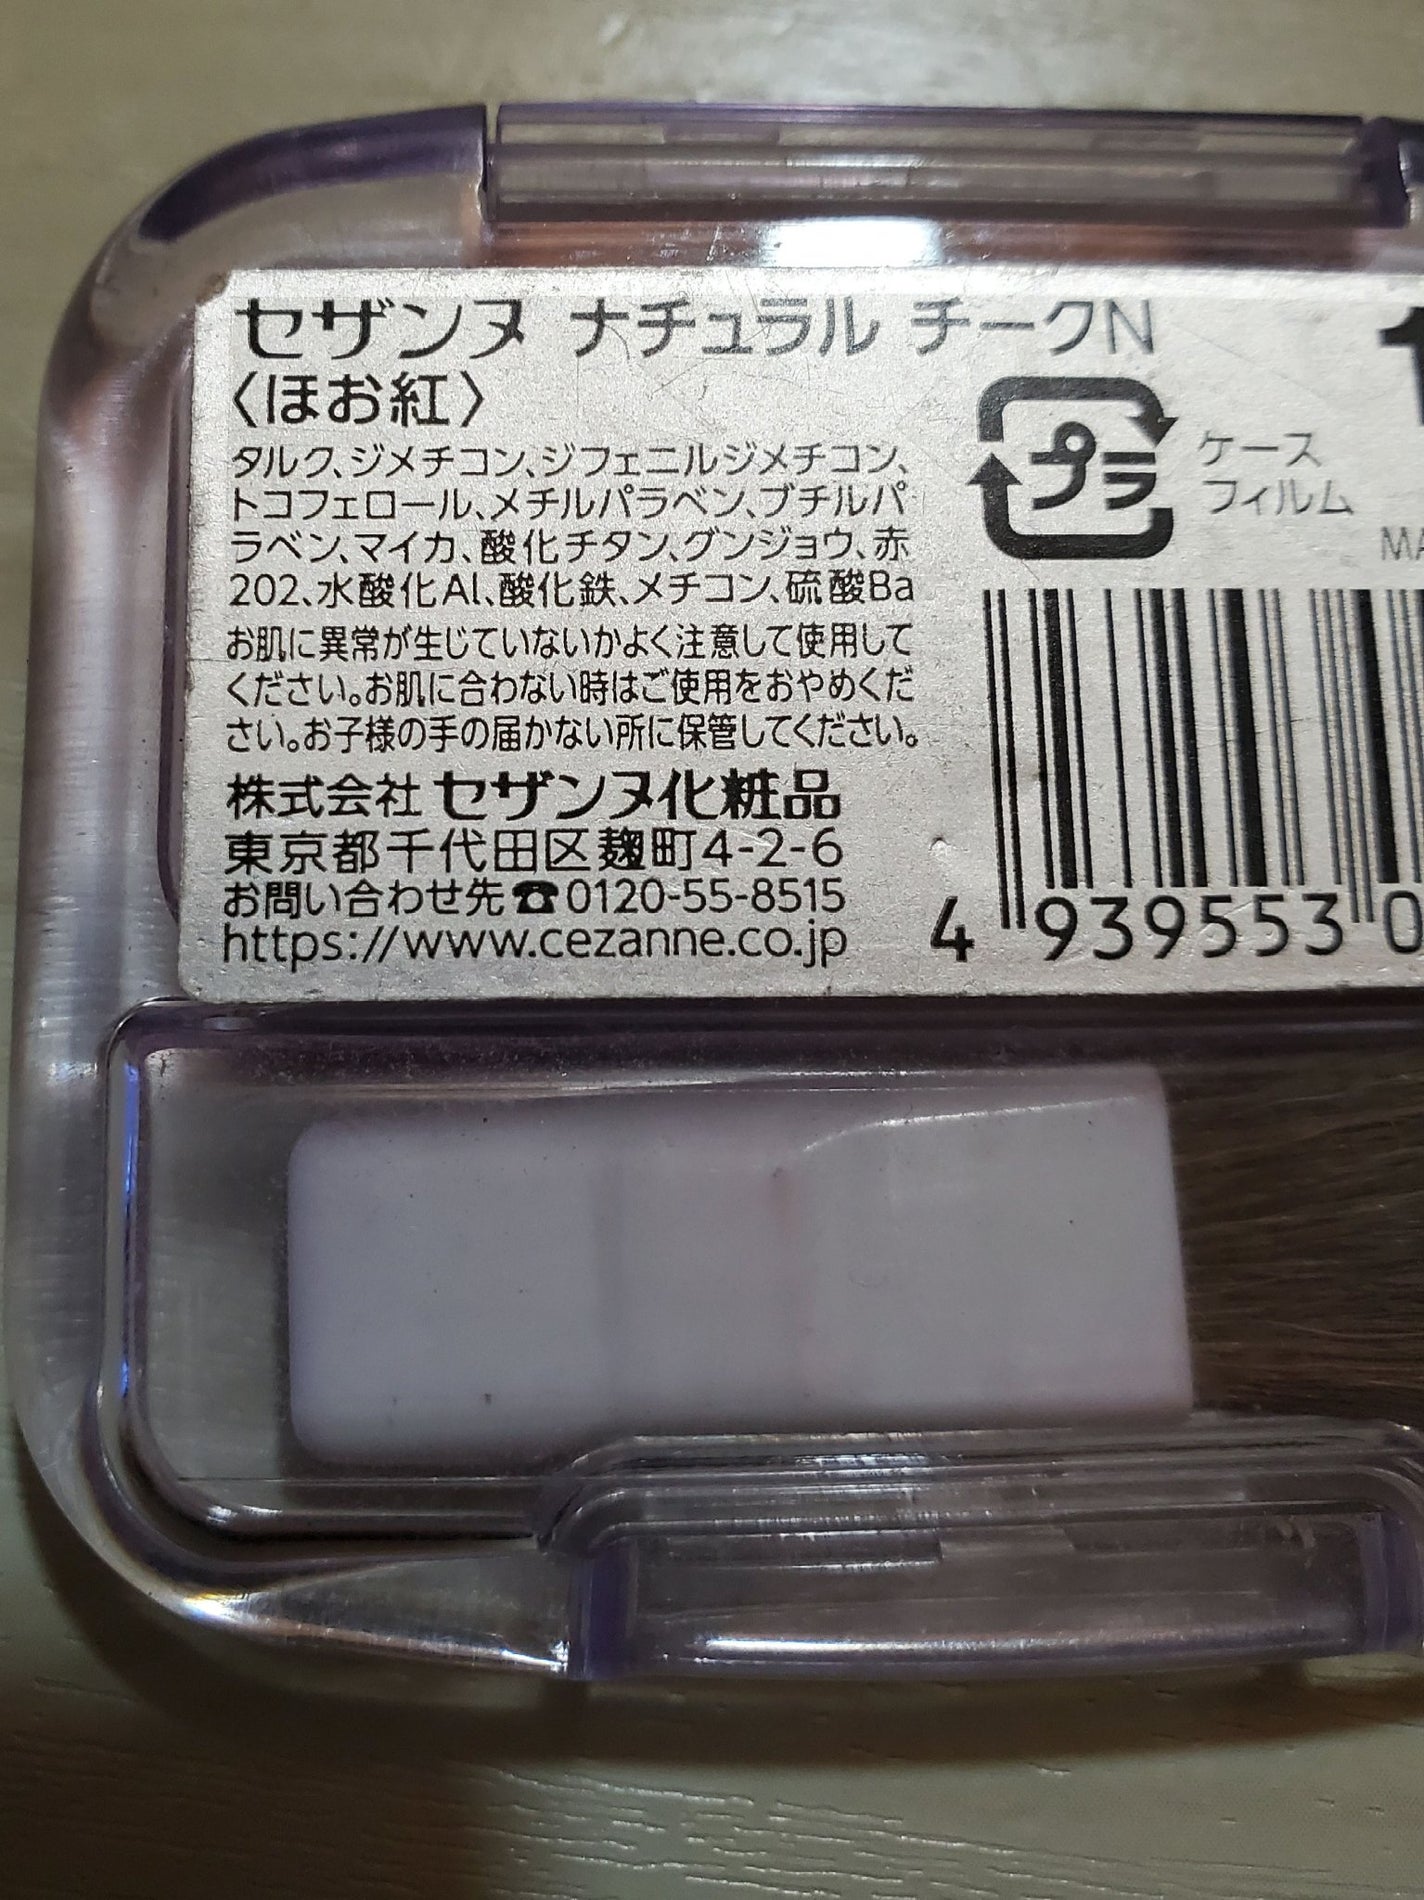 セザンヌ ナチュラル チークN
〈ほお紅〉
タルク、ジメチコン、ジフェニルジメチコン、
トコフェロール、メチルパラベン、ブチルパ
ラベン、マイカ、酸化チタン、グンジョウ、赤
202、水酸化Al、酸化鉄、メチコン、硫酸Ba
お肌に異常が生じていないかよく注意して使用して
ください。お肌に合わない時はご使用をおやめくだ
さい。お子様の手の届かない所に保管してください。
株式会社 セザンヌ化粧品
東京都千代田区麹町4-2-6
お問い合わせ先☎0120-55-8515
https://www.cezanne.co.jp
プラ
ケース
フィルム
MA
4 939553 0